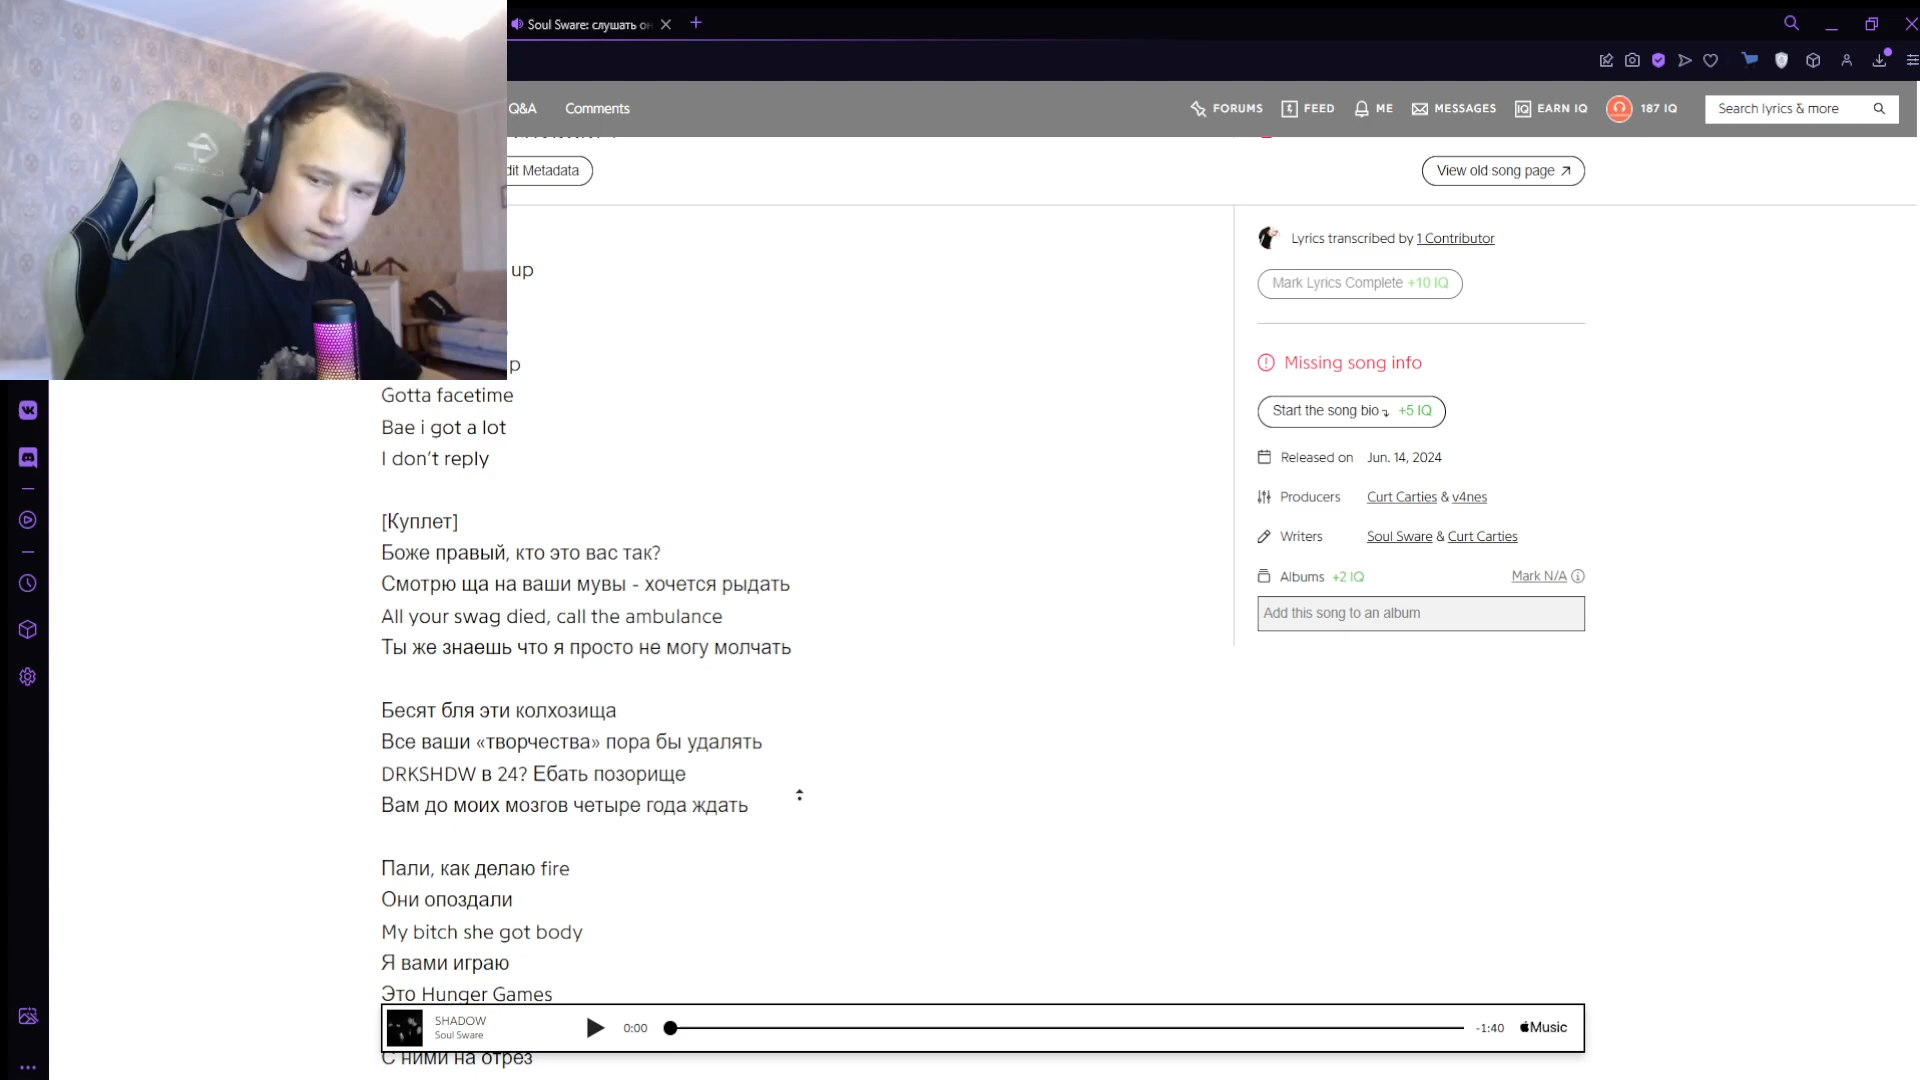 Soul Sware: слушать
Q&A
Comments
FORUMS
FEED
ME
MESSAGES
EARN IQ
187 IQ
Search lyrics & more
dit Metadata
View old song page
up
p
Gotta facetime
Bae i got a lot
I don’t reply
[Куплет]
Боже правый, кто это вас так?
Смотрю ща на ваши мувы - хочется рыдать
All your swag died, call the ambulance
Ты же знаешь что я просто не могу молчать
Бесят бля эти колхозища
Все ваши «творчества» пора бы удалять
DRKSHDW в 24? Ебать позорище
Вам до моих мозгов четыре года ждать
Пали, как делаю fire
Они опоздали
My bitch she got body
Я вами играю
Это Hunger Games
С ними на отрез
Lyrics transcribed by 1 Contributor
Mark Lyrics Complete +10 IQ
Missing song info
Start the song bio +5 IQ
Released on Jun. 14, 2024
Producers Curt Carties & v4nes
Writers Soul Sware & Curt Carties
Albums +2 IQ Mark N/A
Add this song to an album
SHADOW
Soul Sware
0:00
-1:40
Music